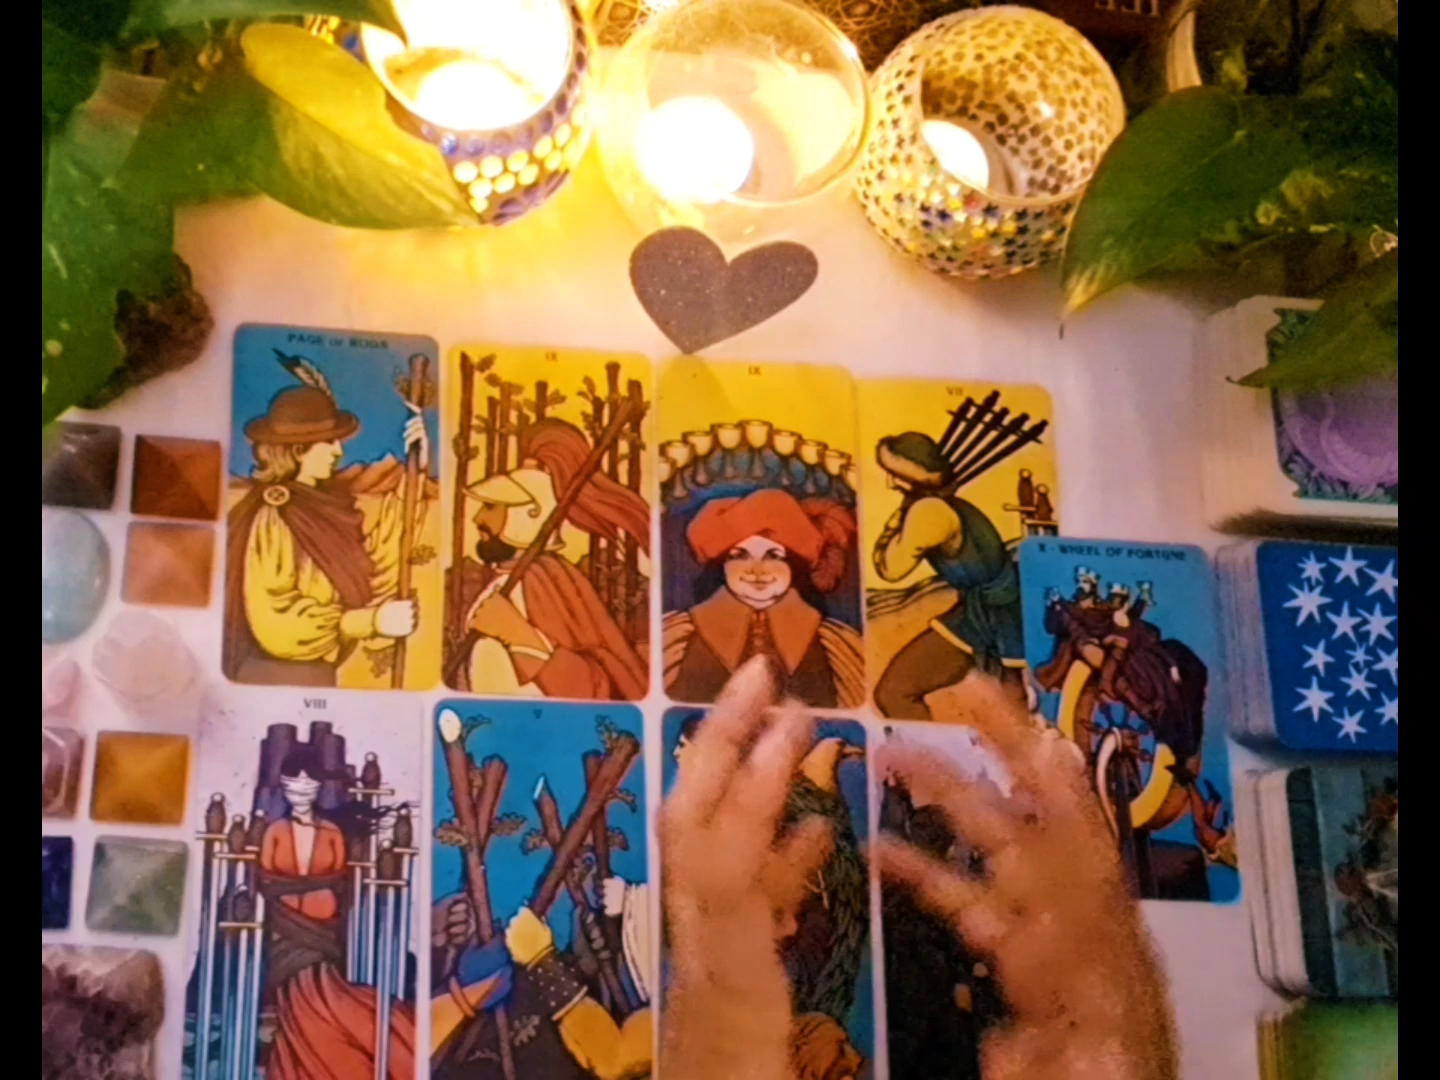 PAGE OF RODS
IX
IX
VII
X - WHEEL OF FORTUNE
VIII
V